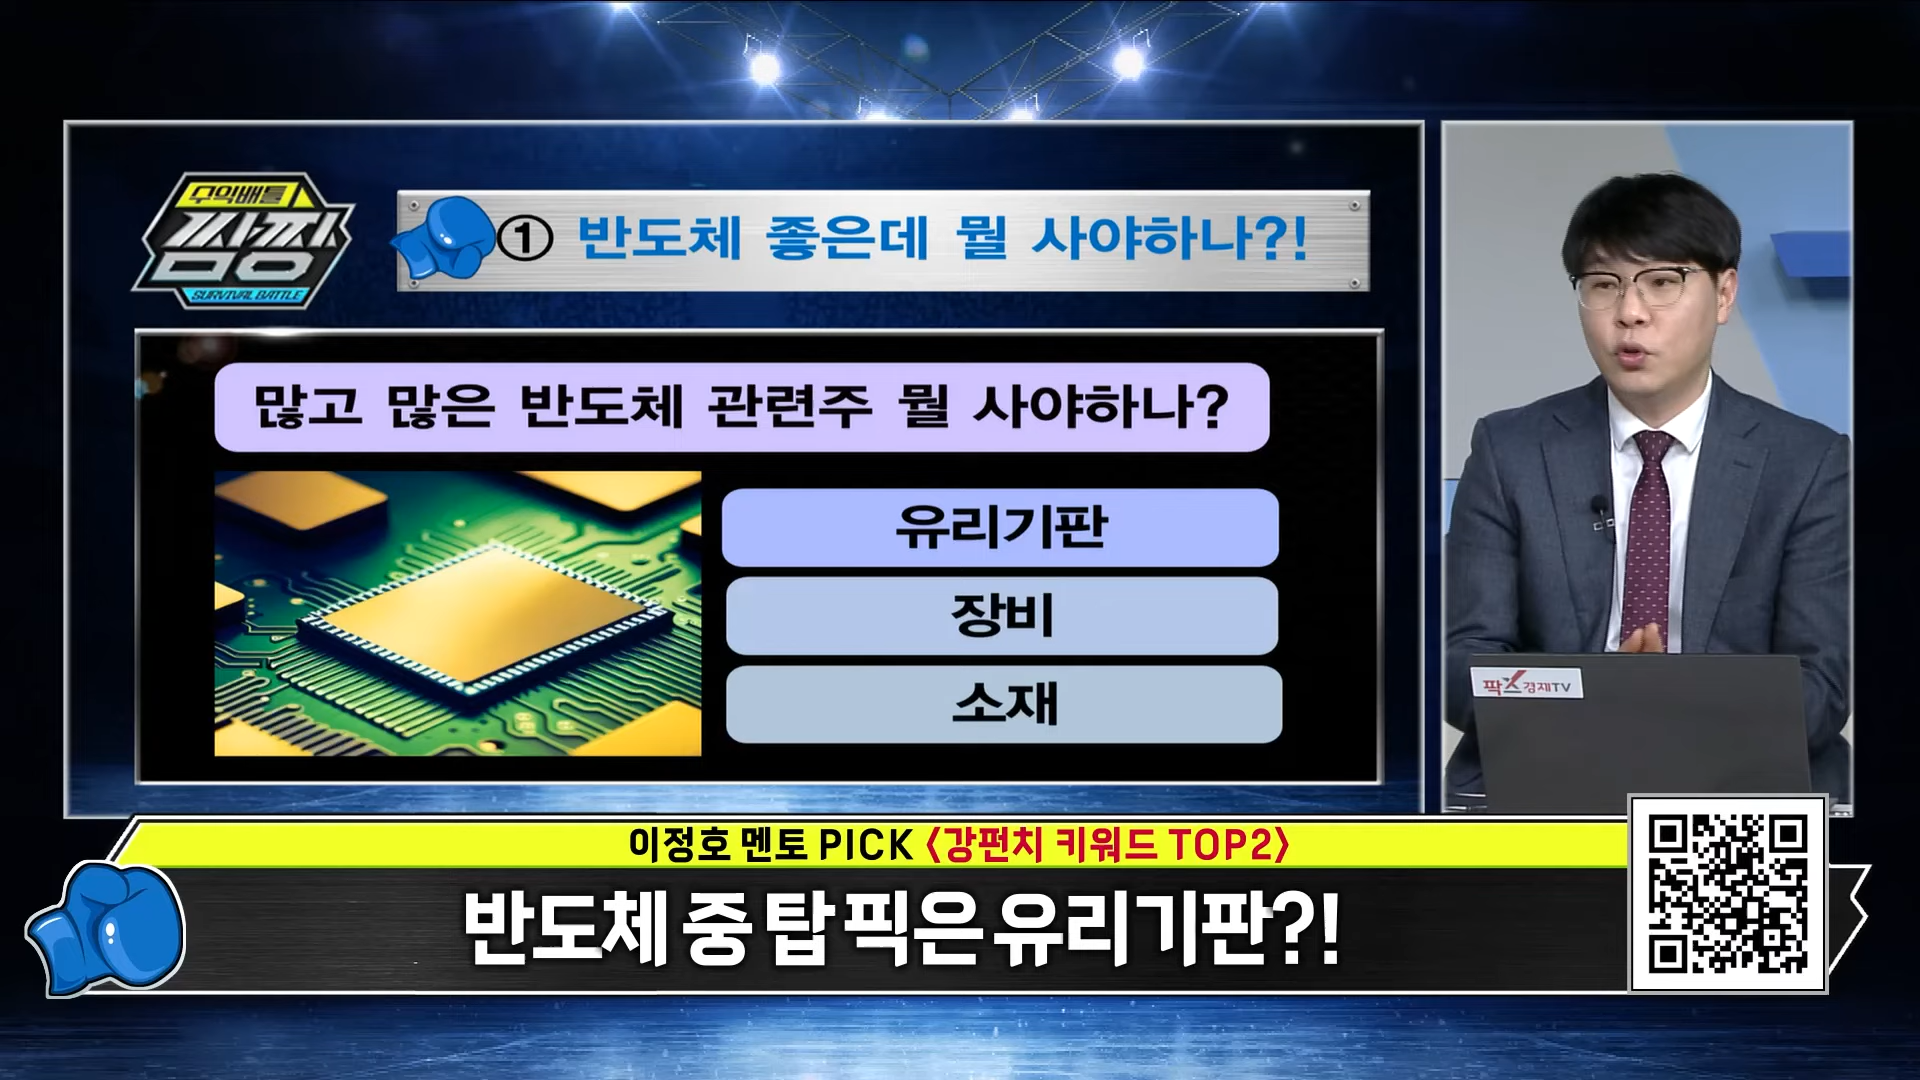 수익배틀
쌈찡
SURVIVAL BATTLE
① 반도체 좋은데 뭘 사야하나?!
많고 많은 반도체 관련주 뭘 사야하나?
유리기판
장비
소재
팍스경제TV
이정호 멘토 PICK <강펀치 키워드 TOP2>
반도체 중 탑 픽은 유리기판?!